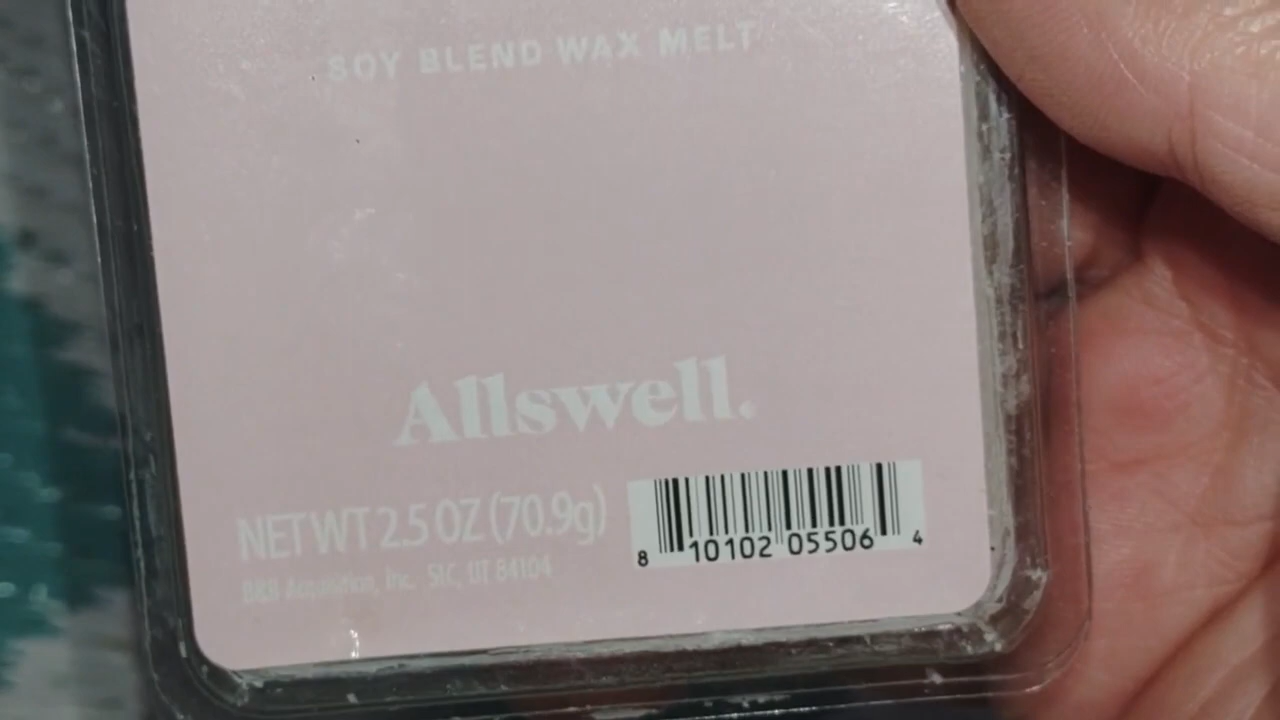 SOY BLEND WAX MELT
Allswell.
NET WT 2.5 OZ (70.9g)
Acquisition, Inc. SLC, UT 84104
8 10102 05506 4